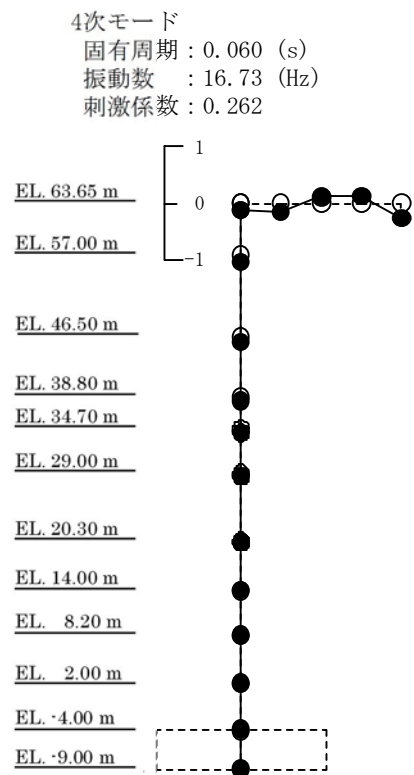 4次モード
固有周期：0.060 (s)
振動数 ：16.73 (Hz)
刺激係数：0.262
1
EL. 63.65 m
0
EL. 57.00 m
-1
EL. 46.50 m
EL. 38.80 m
EL. 34.70 m
EL. 29.00 m
EL. 20.30 m
EL. 14.00 m
EL. 8.20 m
EL. 2.00 m
EL. -4.00 m
EL. -9.00 m